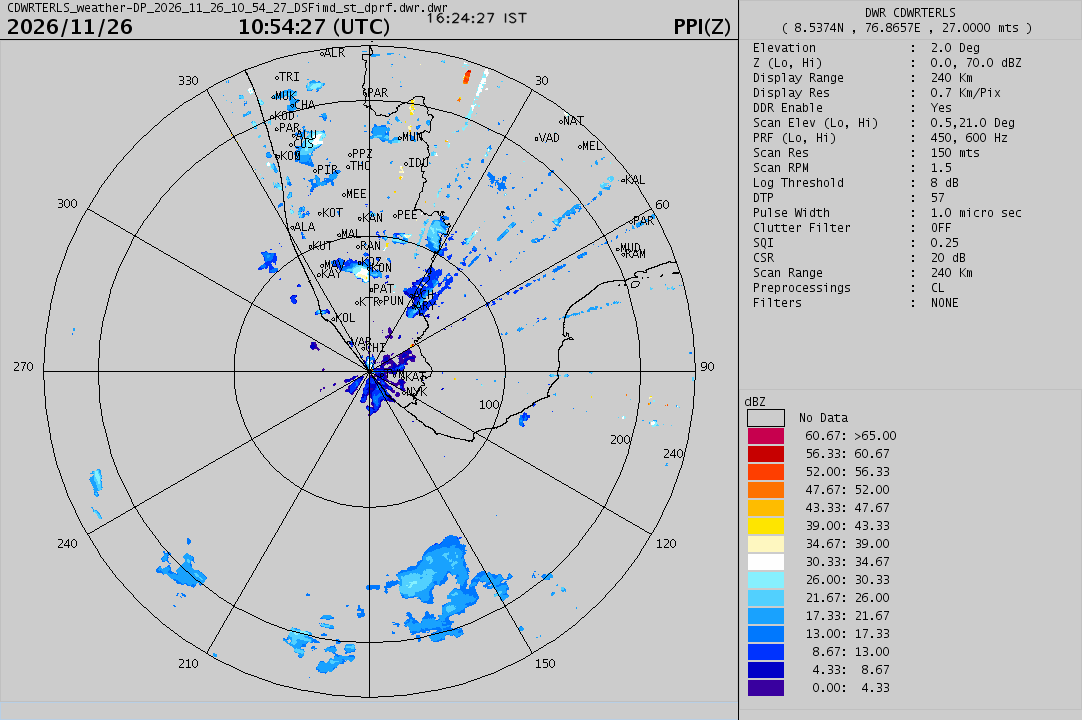 CDWRTERLS_weather-DP_2026_11_26_10_54_27_DSFimd_st_dprf.dwr.dwr
2026/11/26 10:54:27 (UTC) 16:24:27 IST PPI(Z)
DWR CDWRTERLS
( 8.5374N , 76.8657E , 27.0000 mts )
Elevation : 2.0 Deg
Z (Lo, Hi) : 0.0, 70.0 dBZ
Display Range : 240 Km
Display Res : 0.7 Km/Pix
DDR Enable : Yes
Scan Elev (Lo, Hi) : 0.5,21.0 Deg
PRF (Lo, Hi) : 450, 600 Hz
Scan Res : 150 mts
Scan RPM : 1.5
Log Threshold : 8 dB
DTP : 57
Pulse Width : 1.0 micro sec
Clutter Filter : OFF
SQI : 0.25
CSR : 20 dB
Scan Range : 240 Km
Preprocessings : CL
Filters : NONE
dBZ
No Data
60.67: >65.00
56.33: 60.67
52.00: 56.33
47.67: 52.00
43.33: 47.67
39.00: 43.33
34.67: 39.00
30.33: 34.67
26.00: 30.33
21.67: 26.00
17.33: 21.67
13.00: 17.33
8.67: 13.00
4.33: 8.67
0.00: 4.33
ALR
330
TRI
30
MUK
PAR
CHA
KOD
NAT
PAR
ALU
MUN
VAD
CUS
MEL
KON
PPZ
THO
IDU
PIR
KAL
MEE
300
60
KOT
KAN
PEE
PAR
ALA
MAL
KUT
RAN
MUD
RAM
KOZ
KON
KAY
PAT
KTR
PUN
ACH
KOL
VAR
CHI
270
90
KAT
NYK
100
200
240
240
120
210
150